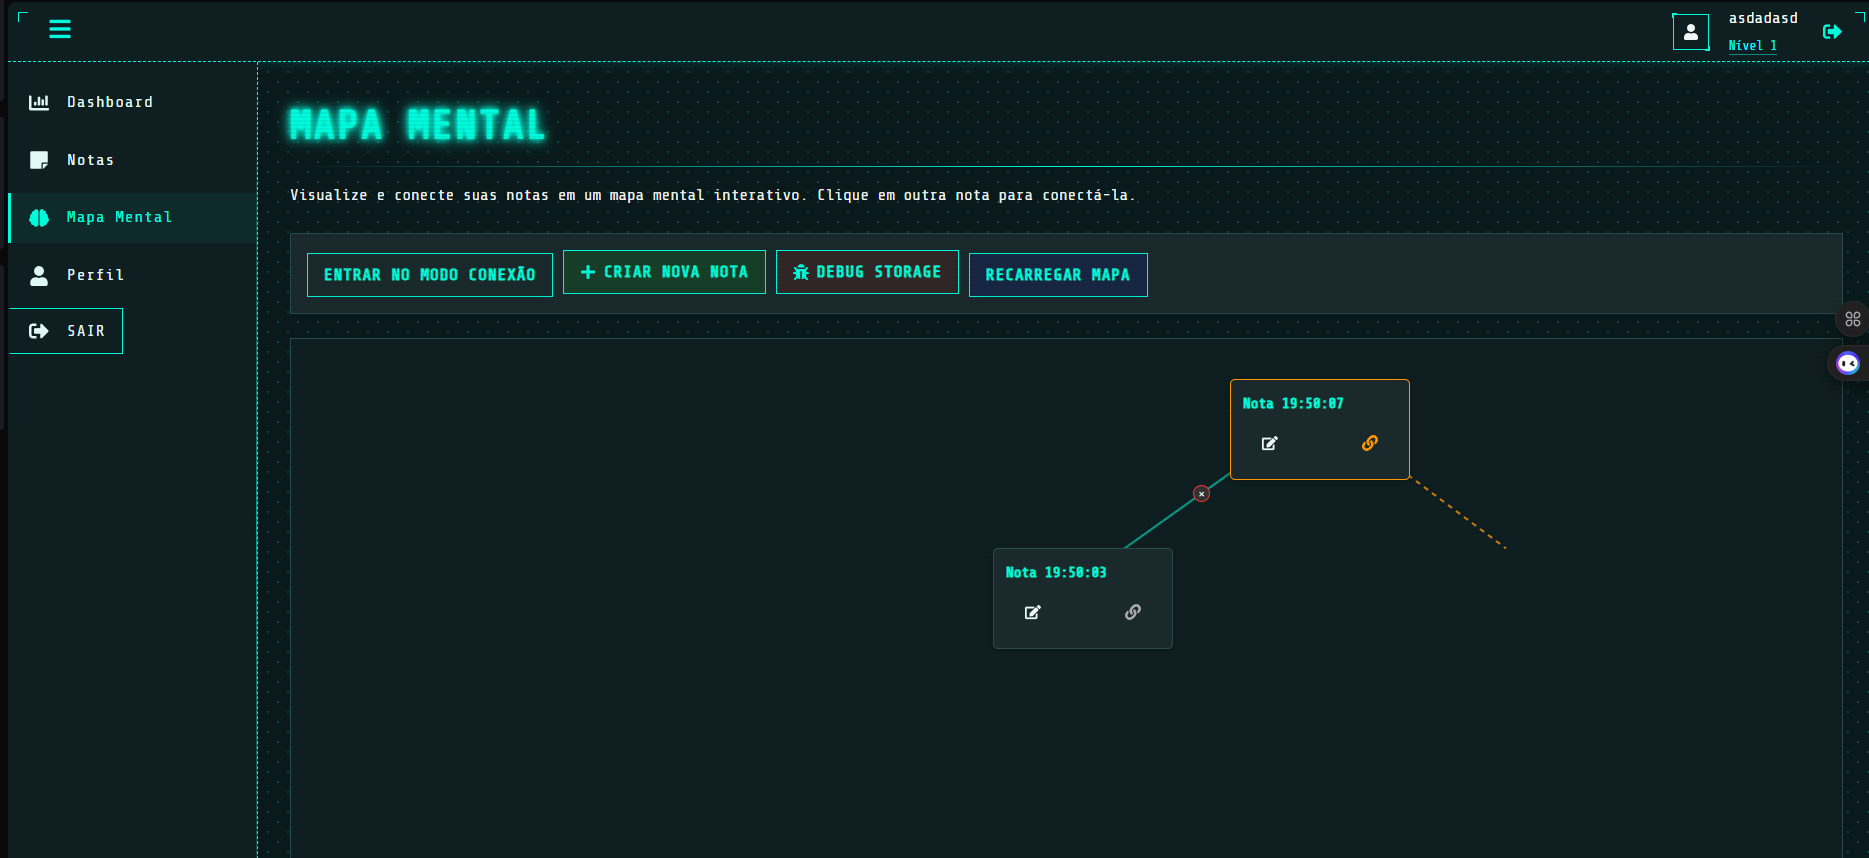 asdadasd
Nível 1
Dashboard
Notas
Mapa Mental
Perfil
SAIR
MAPA MENTAL
Visualize e conecte suas notas em um mapa mental interativo. Clique em outra nota para conectá-la.
ENTRAR NO MODO CONEXÃO
CRIAR NOVA NOTA
DEBUG STORAGE
RECARREGAR MAPA
Nota 19:50:07
Nota 19:50:03